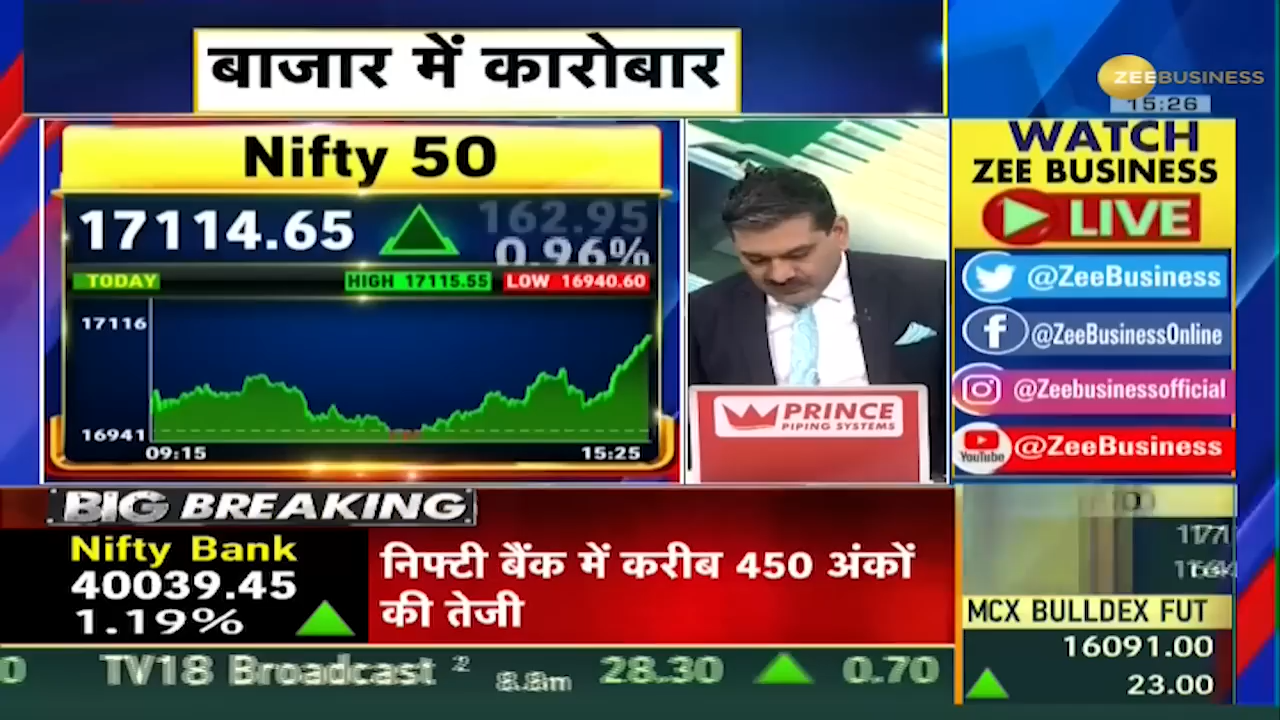 बाजार में कारोबार
ZEEBUSINESS
15:26
Nifty 50
17114.65
162.95
0.96%
TODAY
HIGH 17115.55
LOW 16940.60
17116
16941
09:15
15:25
PRINCE
PIPING SYSTEMS
WATCH
ZEE BUSINESS
LIVE
@ZeeBusiness
@ZeeBusinessOnline
@Zeebusinessofficial
YouTube @ZeeBusiness
BIG BREAKING
Nifty Bank
40039.45
1.19%
निफ्टी बैंक में करीब 450 अंकों
की तेजी
MCX BULLDEX FUT
16091.00
23.00
0 TV18 Broadcast 2 8.8m 28.30 0.70